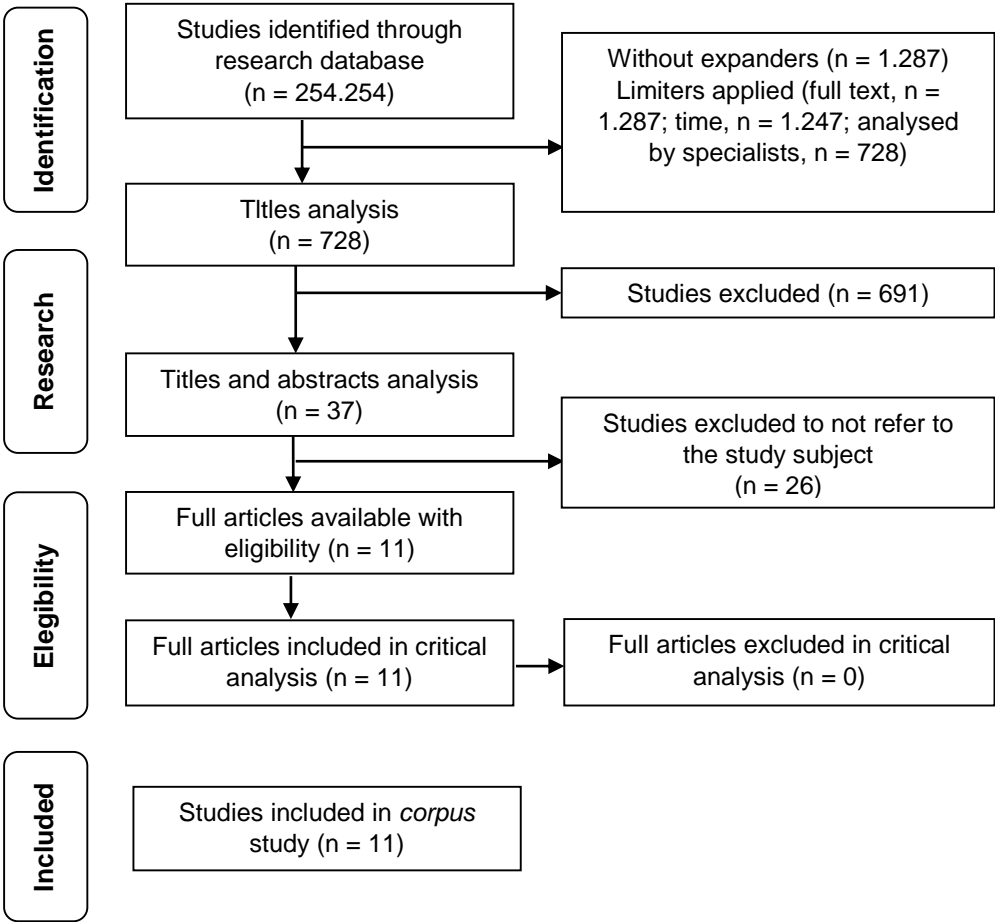 Identification
Studies identified through
research database
(n = 254.254)
Without expanders (n = 1.287)
Limiters applied (full text, n =
1.287; time, n = 1.247; analysed
by specialists, n = 728)
TItles analysis
(n = 728)
Research
Studies excluded (n = 691)
Titles and abstracts analysis
(n = 37)
Studies excluded to not refer to
the study subject
(n = 26)
Elegibility
Full articles available with
eligibility (n = 11)
Full articles included in critical
analysis (n = 11)
Full articles excluded in critical
analysis (n = 0)
Included
Studies included in corpus
study (n = 11)